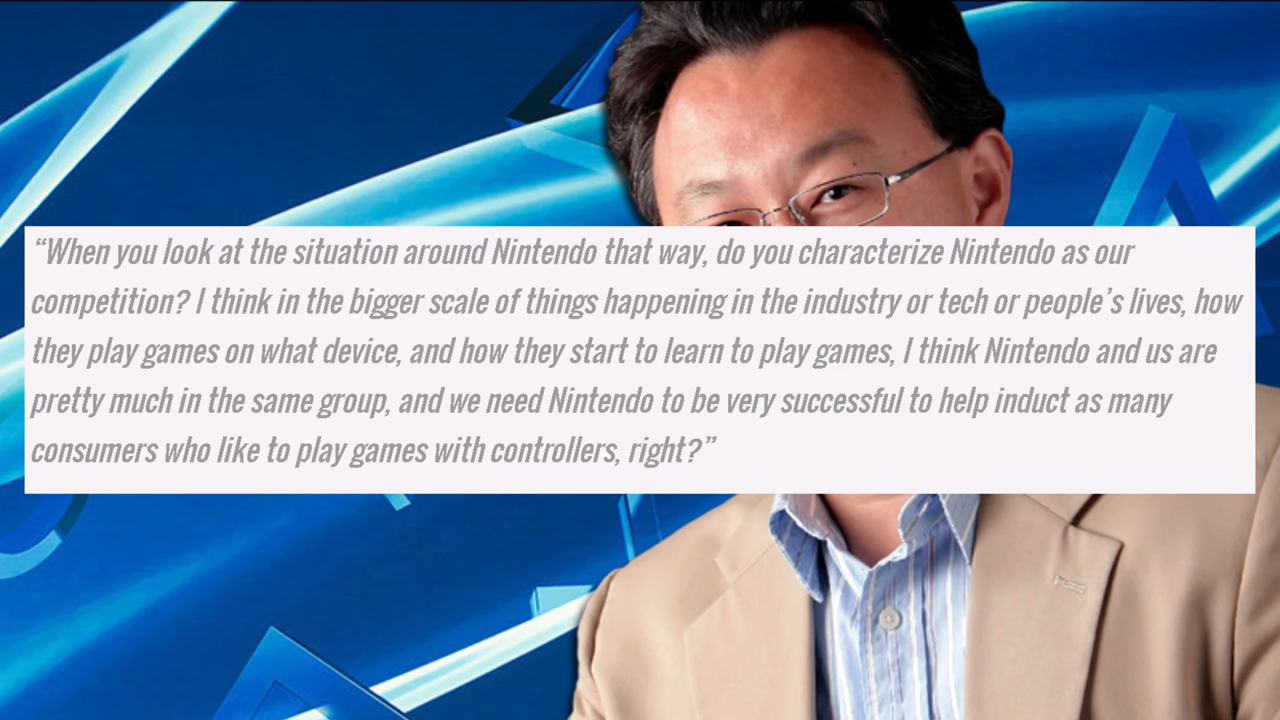 “When you look at the situation around Nintendo that way, do you characterize Nintendo as our
competition? I think in the bigger scale of things happening in the industry or tech or people’s lives, how
they play games on what device, and how they start to learn to play games, I think Nintendo and us are
pretty much in the same group, and we need Nintendo to be very successful to help induct as many
consumers who like to play games with controllers, right?”